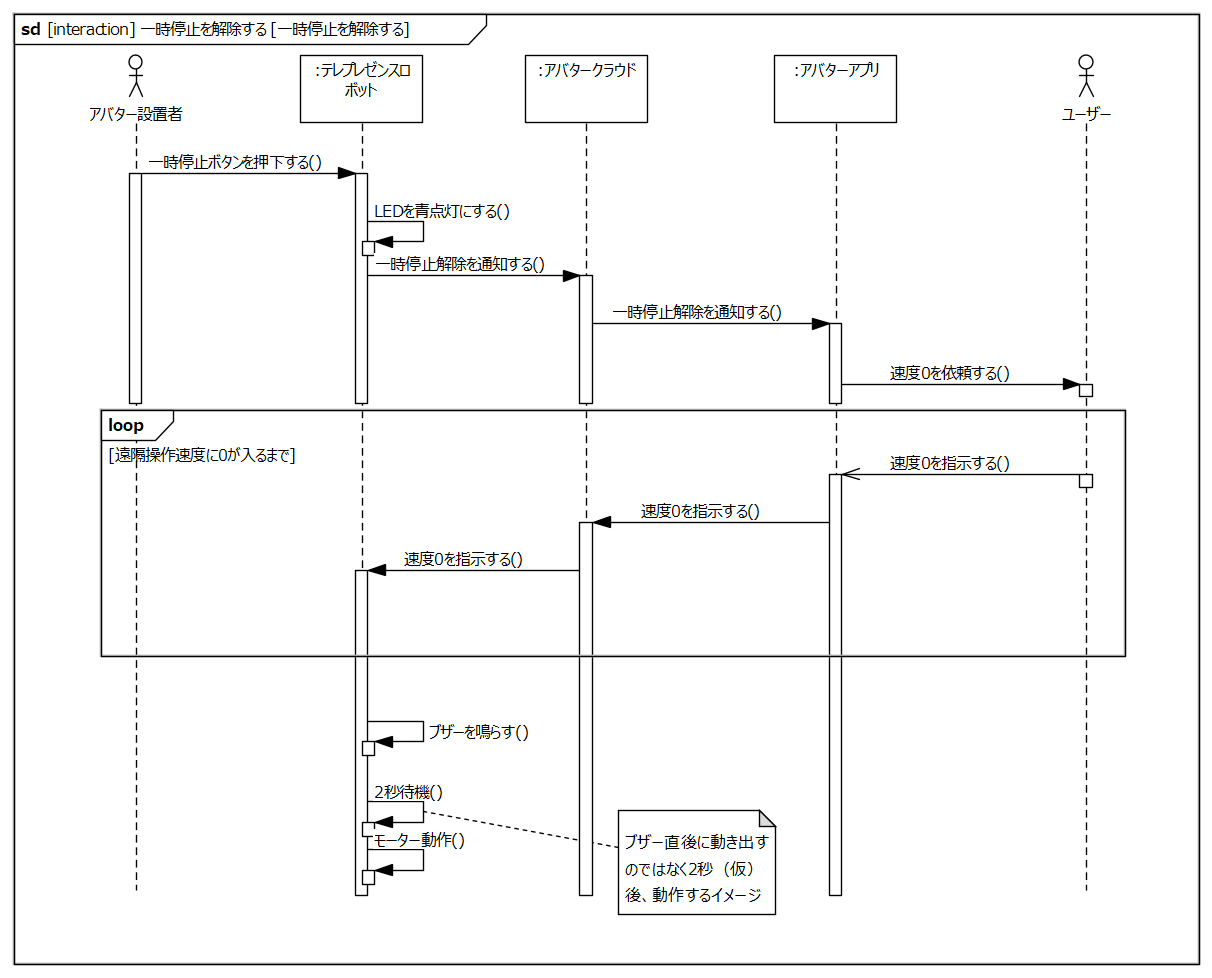 sd [interaction] 一時停止を解除する [一時停止を解除する]
アバター設置者
:テレプレゼンスロ
ボット
:アバタークラウド
:アバターアプリ
ユーザー
一時停止ボタンを押下する()
LEDを青点灯にする()
一時停止解除を通知する()
一時停止解除を通知する()
速度0を依頼する()
loop
[遠隔操作速度に0が入るまで]
速度0を指示する()
速度0を指示する()
速度0を指示する()
ブザーを鳴らす()
2秒待機()
モーター動作()
ブザー直後に動き出す
のではなく2秒（仮）
後、動作するイメージ